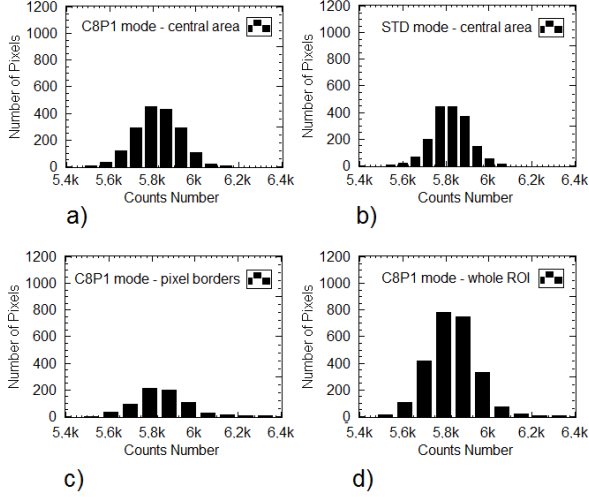 1200
1000
800
600
400
200
0
Number of Pixels
C8P1 mode - central area
5.4k 5.6k 5.8k 6k 6.2k 6.4k
Counts Number
a)
1200
1000
800
600
400
200
0
Number of Pixels
STD mode - central area
5.4k 5.6k 5.8k 6k 6.2k 6.4k
Counts Number
b)
1200
1000
800
600
400
200
0
Number of Pixels
C8P1 mode - pixel borders
5.4k 5.6k 5.8k 6k 6.2k 6.4k
Counts Number
c)
1200
1000
800
600
400
200
0
Number of Pixels
C8P1 mode - whole ROI
5.4k 5.6k 5.8k 6k 6.2k 6.4k
Counts Number
d)